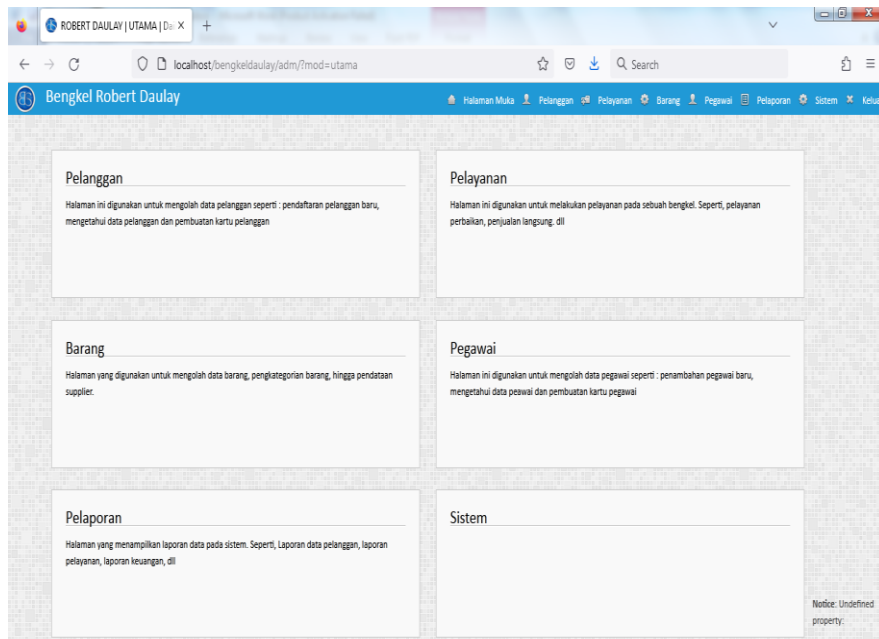 ROBERT DAULAY | UTAMA | Da
localhost/bengkeldaulay/adm/?mod=utama
Search
Bengkel Robert Daulay
Halaman Muka Pelanggan Pelayanan Barang Pegawai Pelaporan Sistem Kelua
Pelanggan
Halaman ini digunakan untuk mengolah data pelanggan seperti : pendaftaran pelanggan baru,
mengetahui data pelanggan dan pembuatan kartu pelanggan
Pelayanan
Halaman ini digunakan untuk melakukan pelayanan pada sebuah bengkel. Seperti, pelayanan
perbaikan, penjualan langsung. dll
Barang
Halaman yang digunakan untuk mengolah data barang, pengkategorian barang, hingga pendataan
supplier.
Pegawai
Halaman ini digunakan untuk mengolah data pegawai seperti : penambahan pegawai baru,
mengetahui data peawai dan pembuatan kartu pegawai
Pelaporan
Halaman yang menampilkan laporan data pada sistem. Seperti, Laporan data pelanggan, laporan
pelayanan, laporan keuangan, dll
Sistem
Notice: Undefined
property: